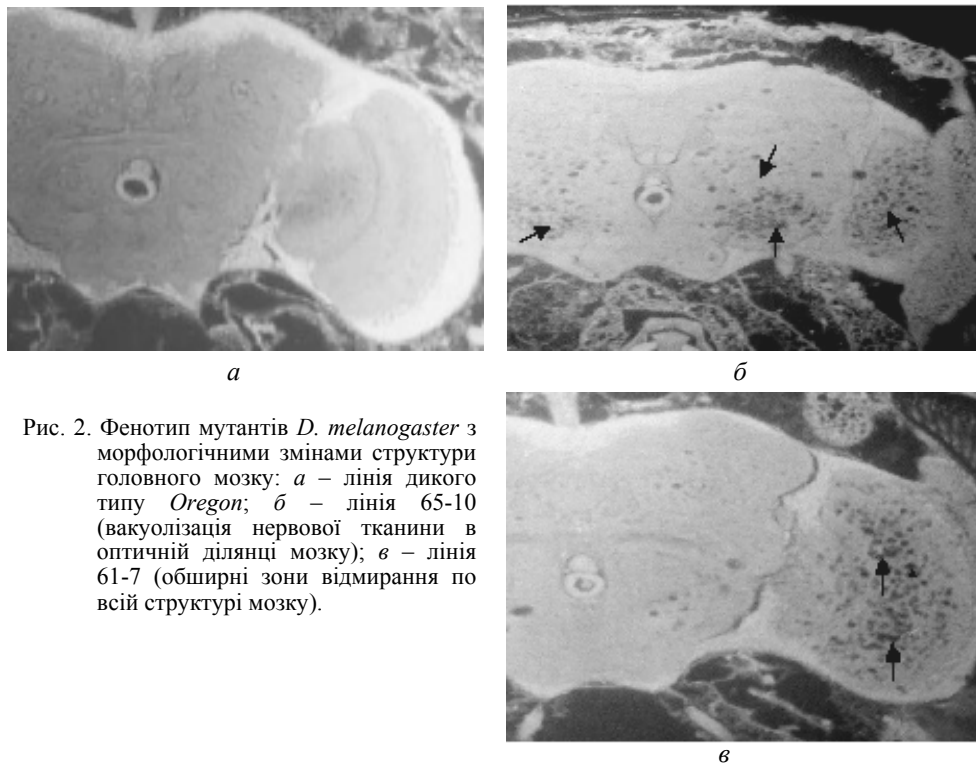 а
б
Рис. 2. Фенотип мутантів D. melanogaster з
морфологічними змінами структури
головного мозку: а – лінія дикого
типу Oregon; б – лінія 65-10
(вакуолізація нервової тканини в
оптичній ділянці мозку); в – лінія
61-7 (обширні зони відмирання по
всій структурі мозку).
в